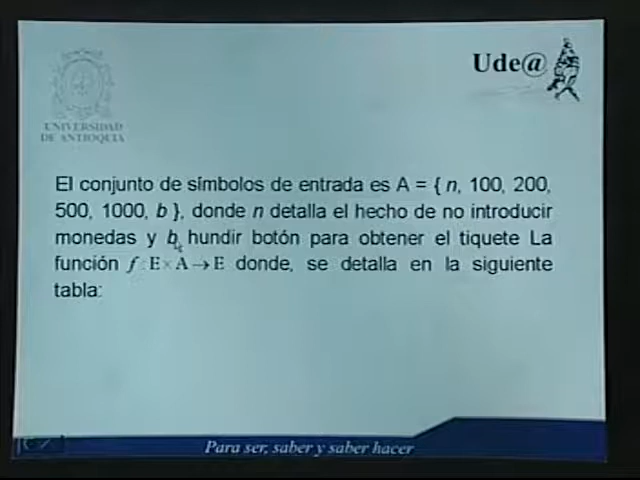 Ude@
UNIVERSIDAD
DE ANTIOQUIA
El conjunto de símbolos de entrada es A = { n, 100, 200,
500, 1000, b }, donde n detalla el hecho de no introducir
monedas y b, hundir botón para obtener el tiquete La
función f : E × A → E donde, se detalla en la siguiente
tabla:
Para ser, saber y saber hacer